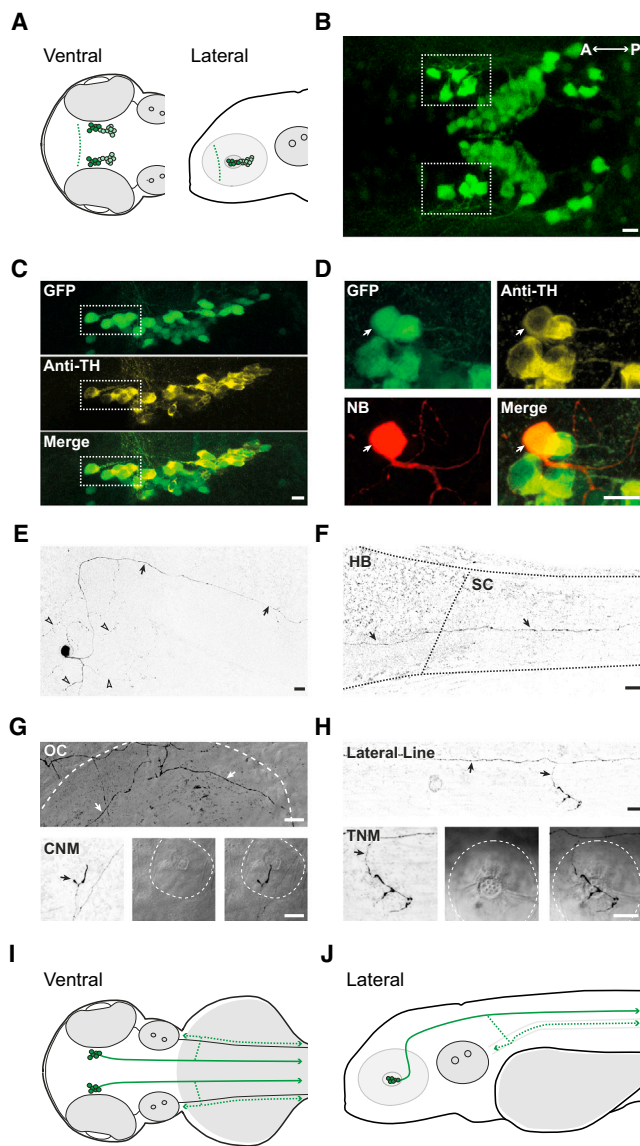 A
Ventral
Lateral
B
A
P
C
GFP
Anti-TH
Merge
D
GFP
Anti-TH
NB
Merge
E
F
HB
SC
G
OC
CNM
H
Lateral Line
TNM
I
Ventral
J
Lateral